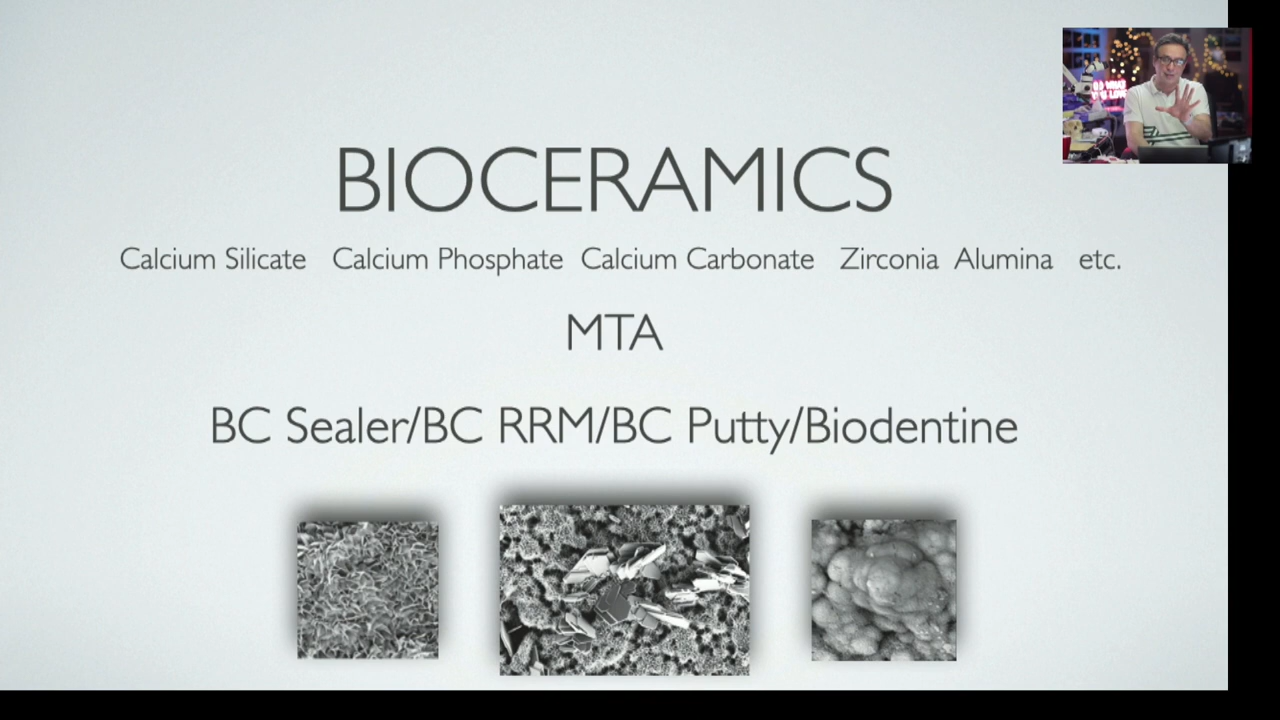 BIOCERAMICS
Calcium Silicate Calcium Phosphate Calcium Carbonate Zirconia Alumina etc.
MTA
BC Sealer/BC RRM/BC Putty/Biodentine